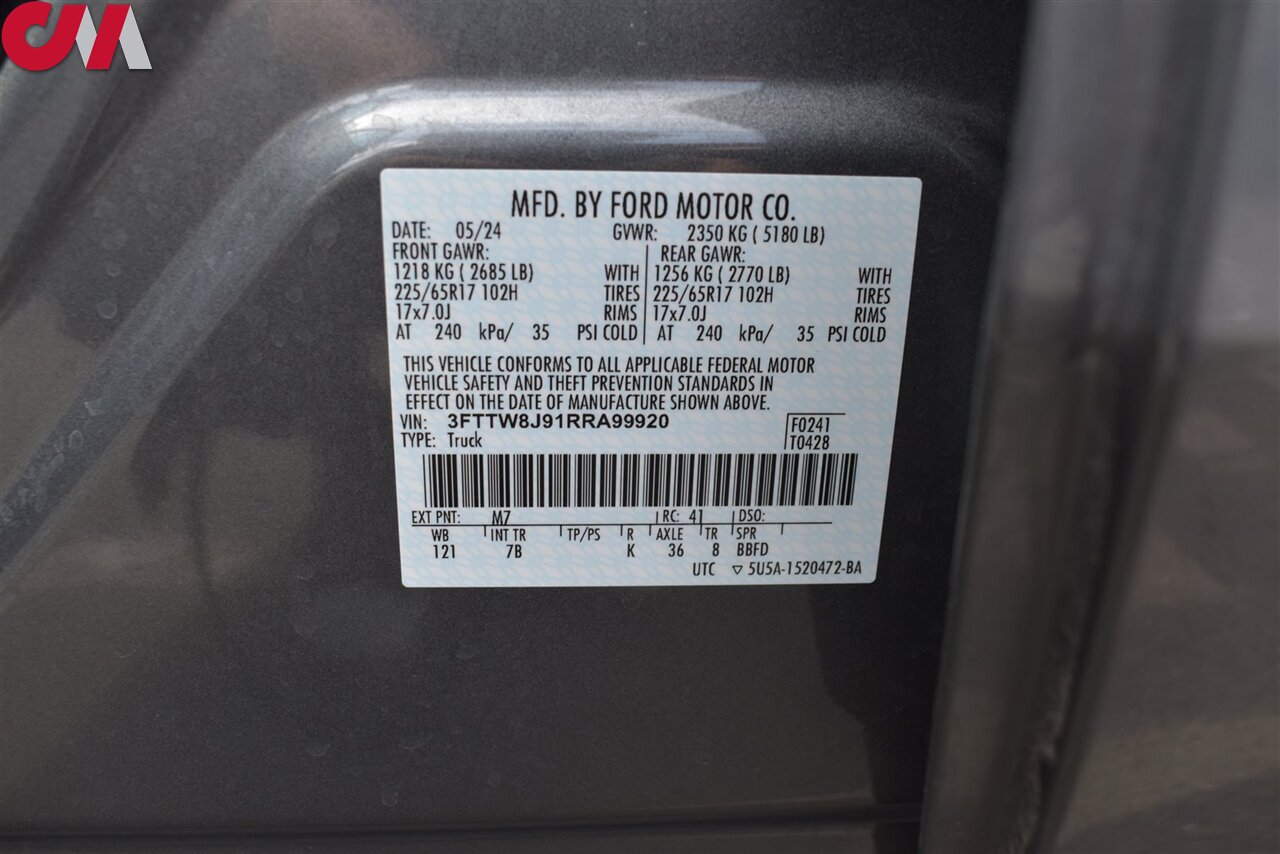 CM
MFD. BY FORD MOTOR CO.
DATE: 05/24 GVWR: 2350 KG ( 5180 LB)
FRONT GAWR: REAR GAWR:
1218 KG ( 2685 LB) WITH 1256 KG ( 2770 LB) WITH
225/65R17 102H TIRES 225/65R17 102H TIRES
17x7.0J RIMS 17x7.0J RIMS
AT 240 kPa/ 35 PSI COLD AT 240 kPa/ 35 PSI COLD
THIS VEHICLE CONFORMS TO ALL APPLICABLE FEDERAL MOTOR
VEHICLE SAFETY AND THEFT PREVENTION STANDARDS IN
EFFECT ON THE DATE OF MANUFACTURE SHOWN ABOVE.
VIN: 3FTTW8J91RRA99920 F0241
TYPE: Truck T0428
EXT PNT: M7 RC: 41 DSO:
WB INT TR TP/PS R AXLE TR SPR
121 7B K 36 8 BBFD
UTC ▽ 5U5A-1520472-BA